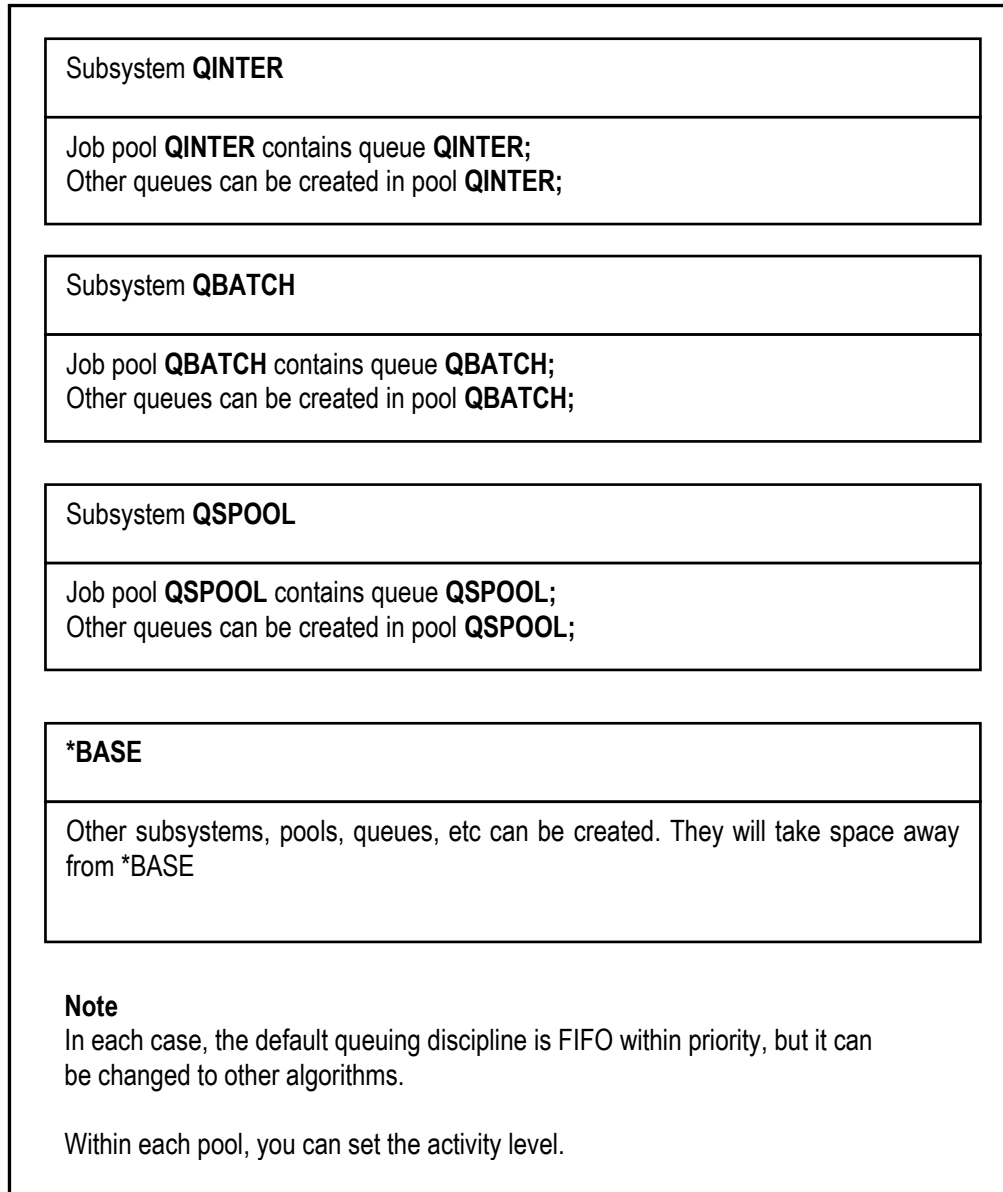 Subsystem QINTER
Job pool QINTER contains queue QINTER;
Other queues can be created in pool QINTER;
Subsystem QBATCH
Job pool QBATCH contains queue QBATCH;
Other queues can be created in pool QBATCH;
Subsystem QSPOOL
Job pool QSPOOL contains queue QSPOOL;
Other queues can be created in pool QSPOOL;
*BASE
Other subsystems, pools, queues, etc can be created. They will take space away
from *BASE
Note
In each case, the default queuing discipline is FIFO within priority, but it can
be changed to other algorithms.
Within each pool, you can set the activity level.